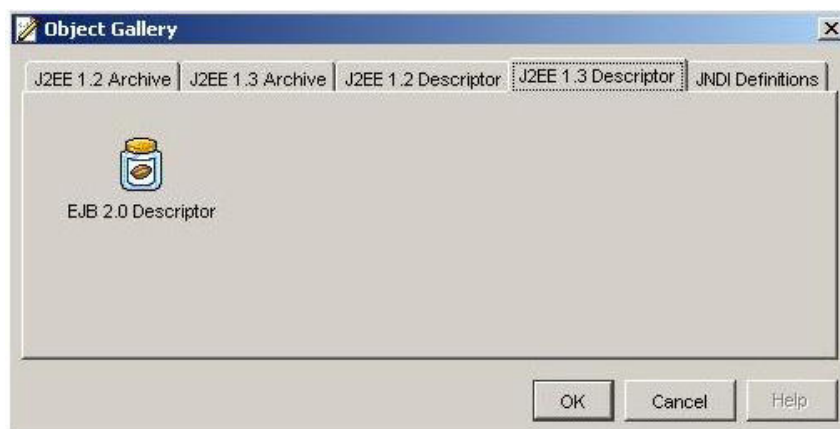 Object Gallery
J2EE 1.2 Archive J2EE 1.3 Archive J2EE 1.2 Descriptor J2EE 1.3 Descriptor JNDI Definitions
EJB 2.0 Descriptor
OK Cancel Help